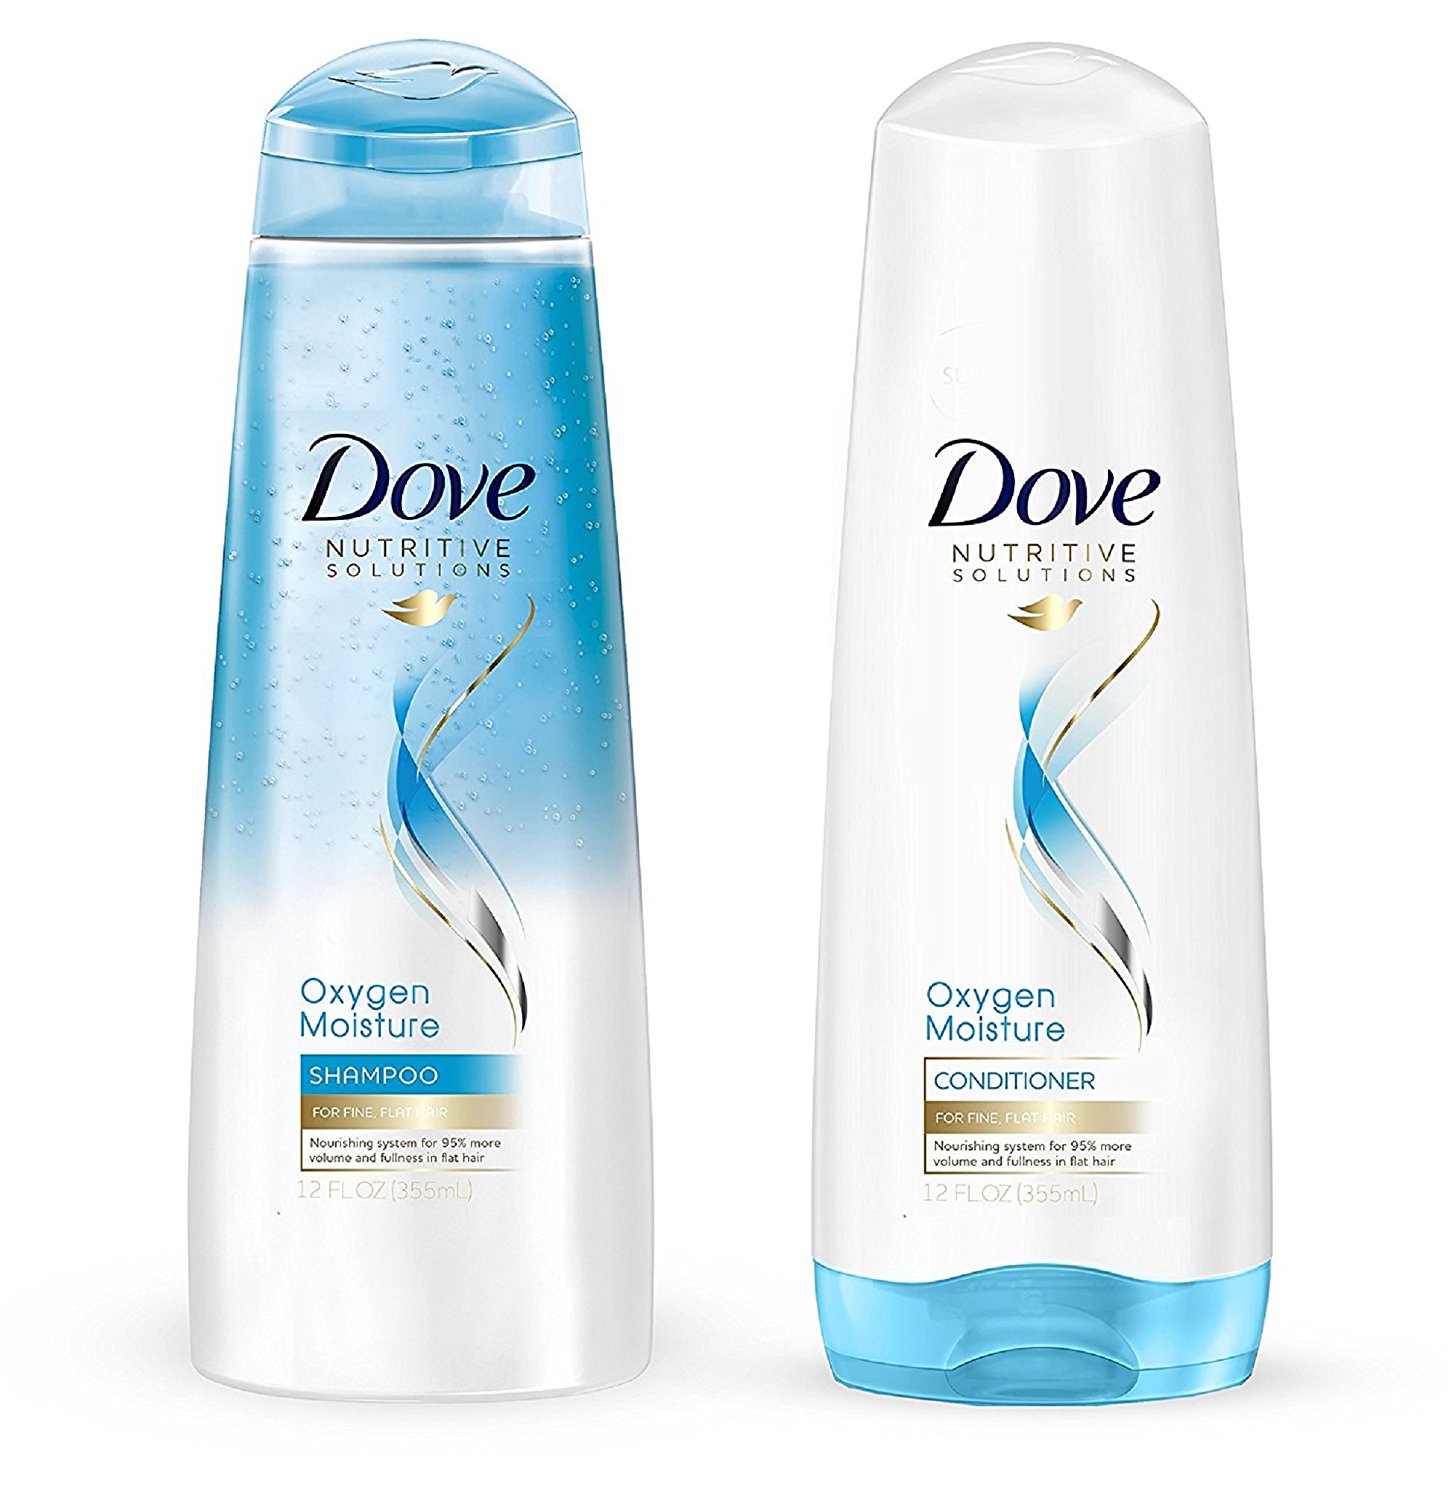 Dove
NUTRITIVE
SOLUTIONS
Oxygen
Moisture
SHAMPOO
FOR FINE, FLAT HAIR
Nourishing system for 95% more
volume and fullness in flat hair
12 FL OZ (355mL)
Dove
NUTRITIVE
SOLUTIONS
Oxygen
Moisture
CONDITIONER
FOR FINE, FLAT HAIR
Nourishing system for 95% more
volume and fullness in flat hair
12 FL OZ (355mL)